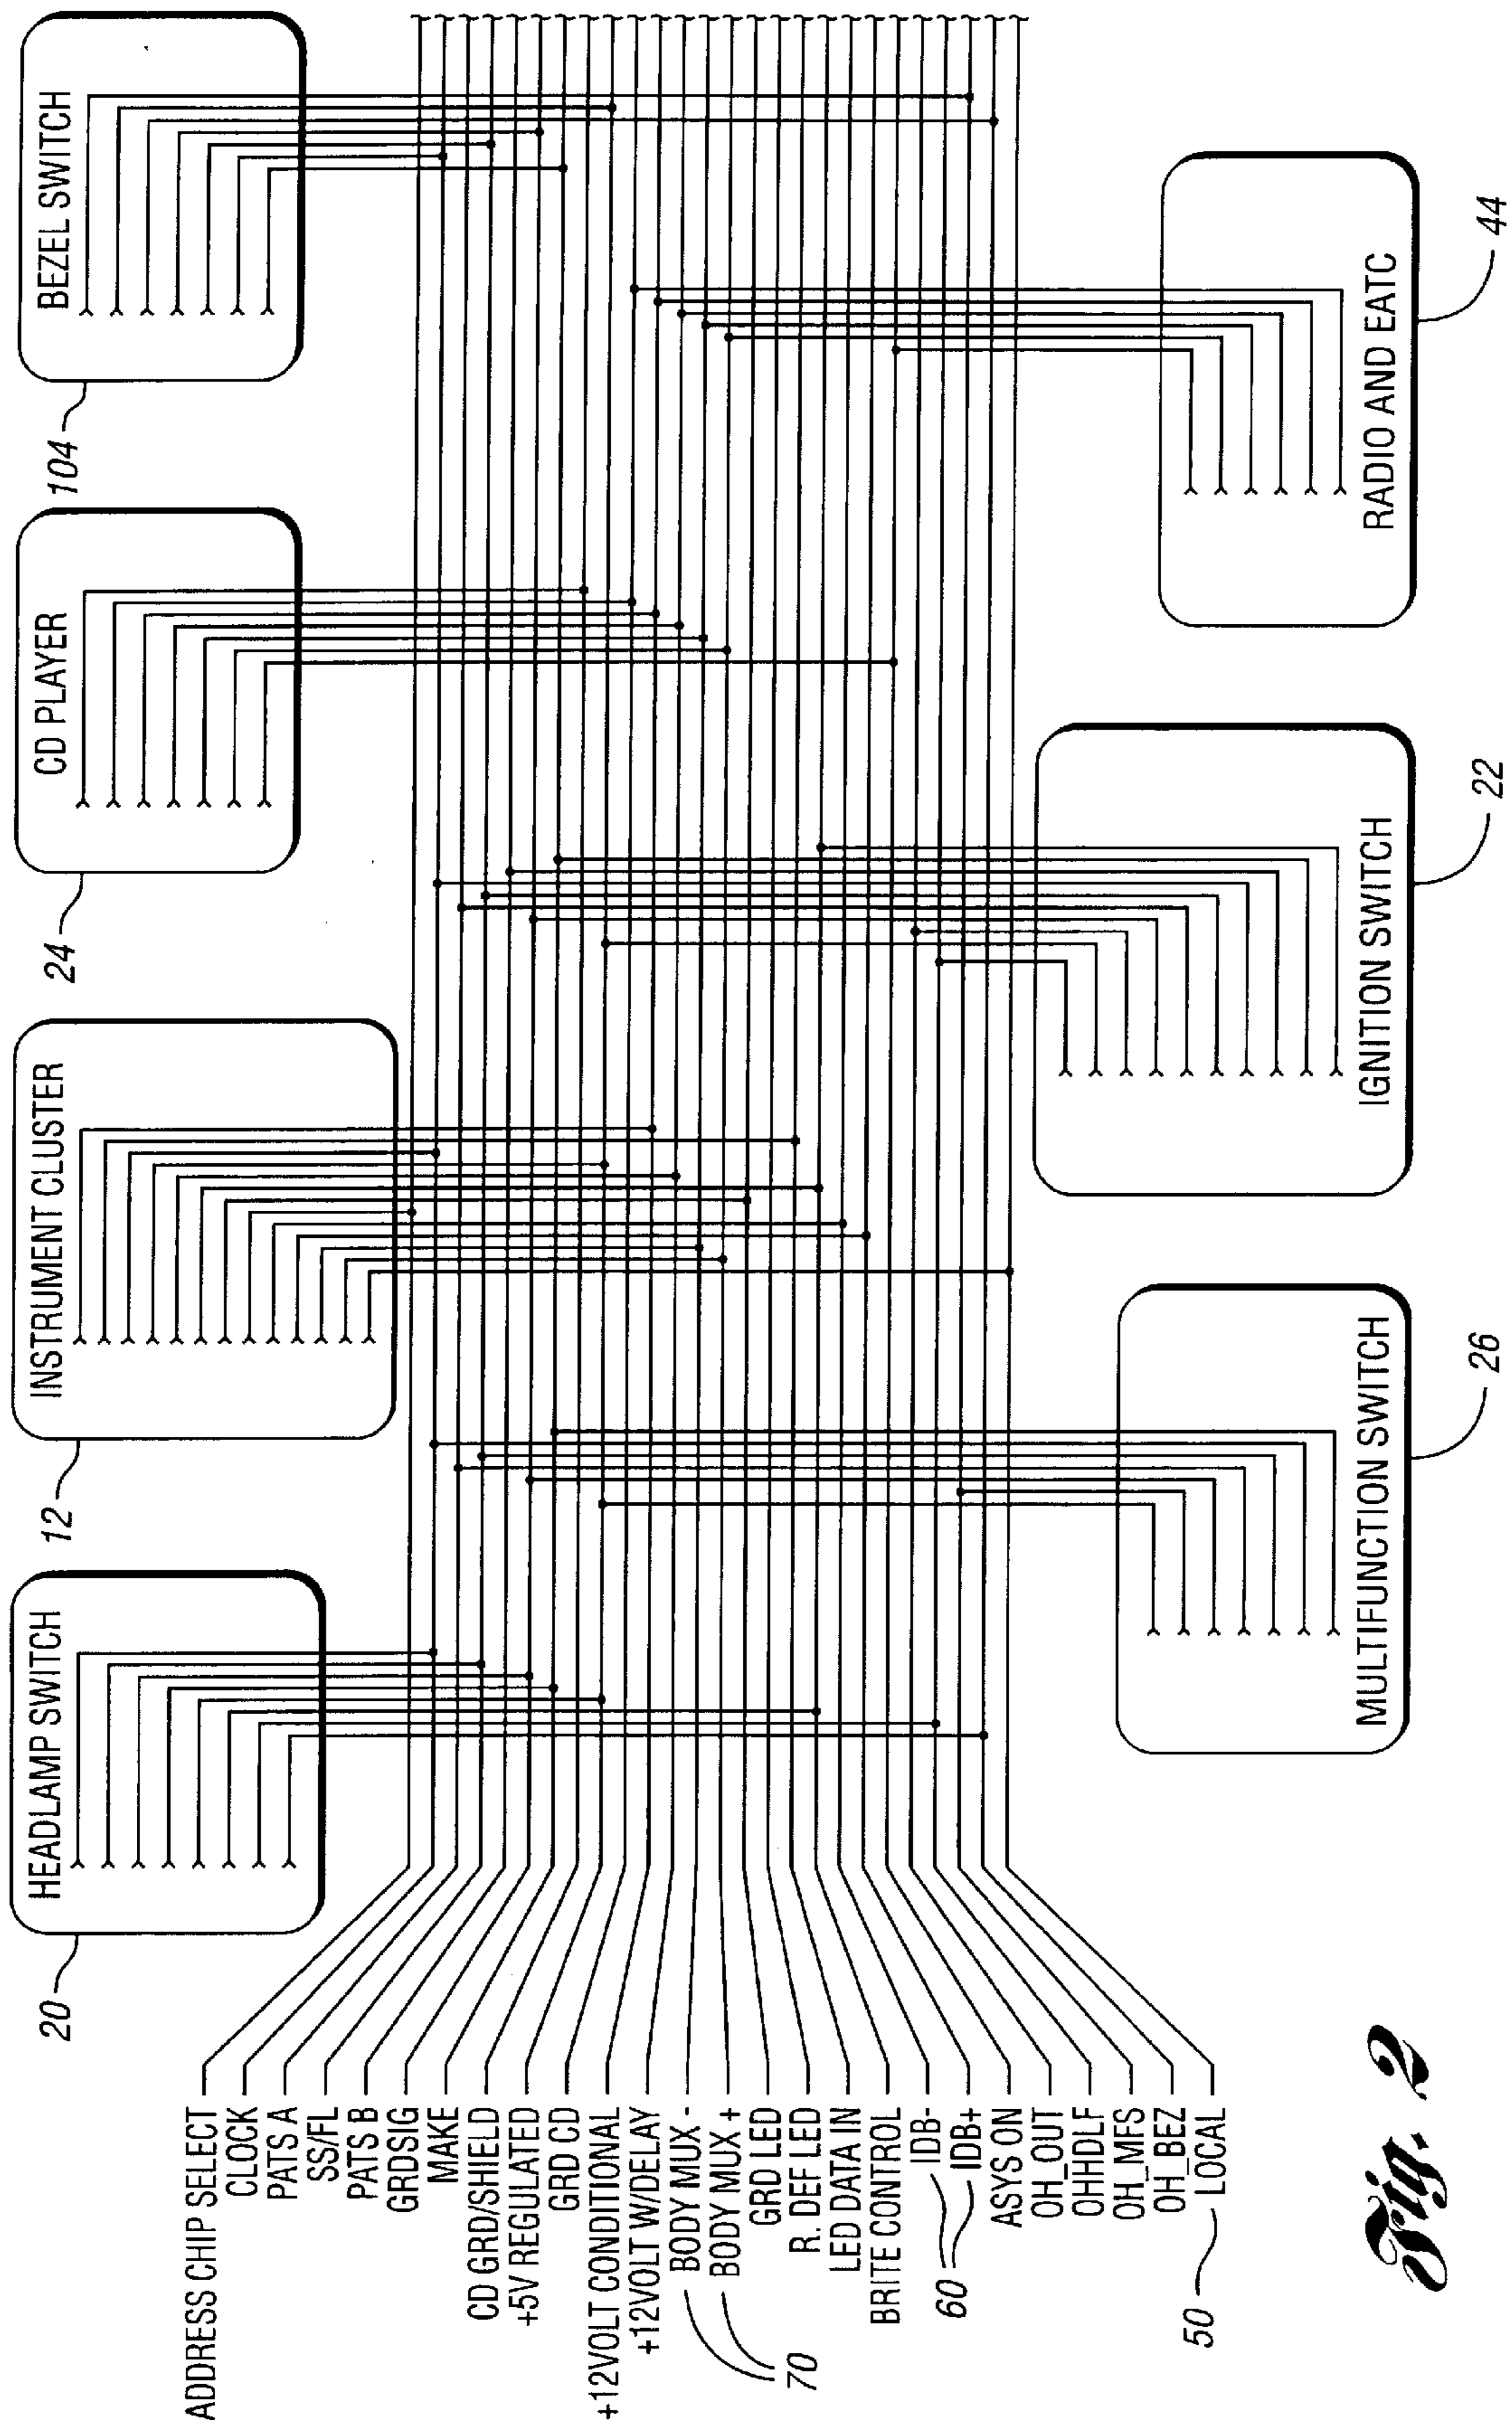 HEADLAMP SWITCH
INSTRUMENT CLUSTER
CD PLAYER
BEZEL SWITCH
20
12
24
104
ADDRESS CHIP SELECT
CLOCK
PATS A
SS/FL
PATS B
GRDSIG
MAKE
CD GRD/SHIELD
+5V REGULATED
GRD CD
+12VOLT CONDITIONAL
+12VOLT W/DELAY
BODY MUX -
BODY MUX +
70
GRD LED
R. DEF LED
LED DATA IN
BRITE CONTROL
IDB-
IDB+
60
ASYS ON
OH_OUT
OHHDLF
OH_MFS
OH_BEZ
LOCAL
50
MULTIFUNCTION SWITCH
IGNITION SWITCH
RADIO AND EATC
26
22
44
Fig. 2